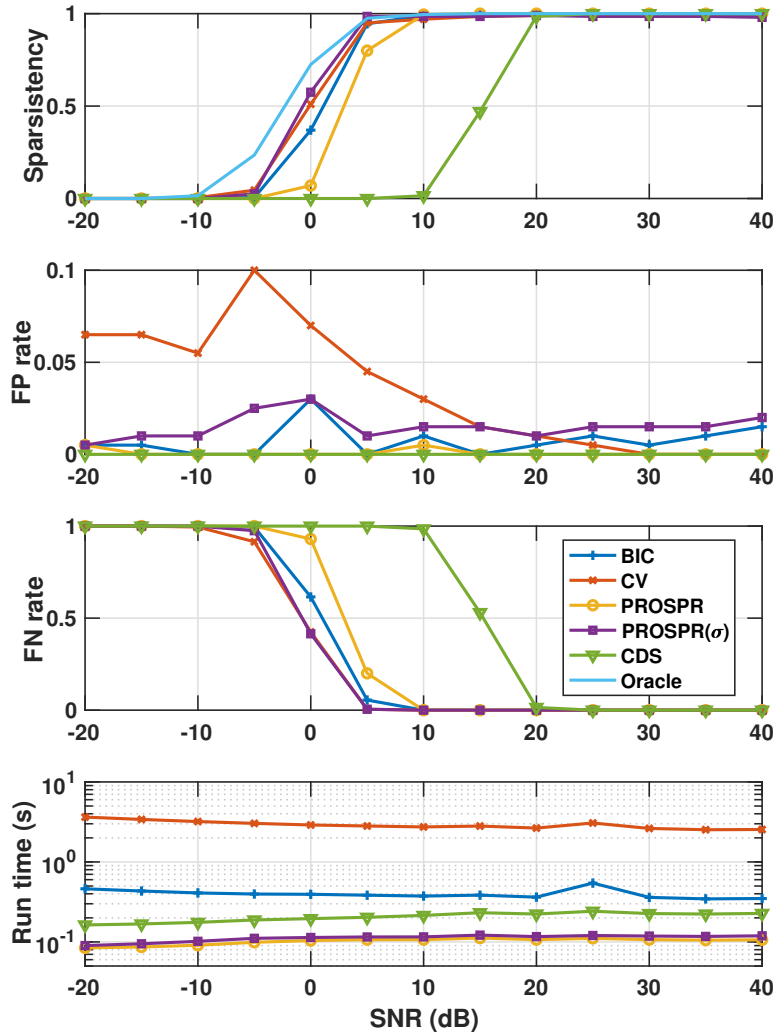 1
0.5
0
Sparsistency
-20 -10 0 10 20 30 40
0.1
0.05
0
FP rate
-20 -10 0 10 20 30 40
1
0.5
0
FN rate
-20 -10 0 10 20 30 40
BIC
CV
PROSPR
PROSPR(σ)
CDS
Oracle
10^1
10^0
10^-1
Run time (s)
-20 -10 0 10 20 30 40
SNR (dB)